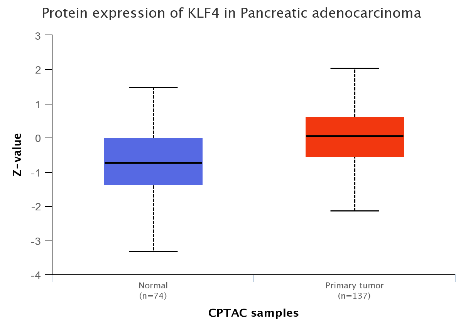 Protein expression of KLF4 in Pancreatic adenocarcinoma
3
2
1
0
-1
-2
-3
-4
Z-value
Normal
(n=74)
Primary tumor
(n=137)
CPTAC samples